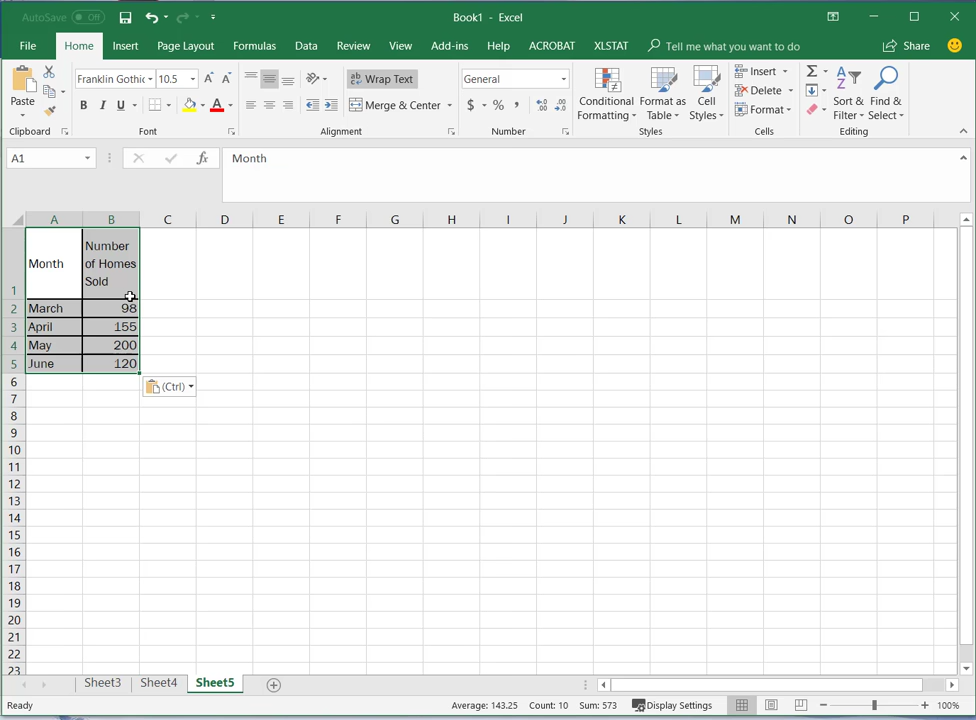 AutoSave Off
Book1 - Excel
File Home Insert Page Layout Formulas Data Review View Add-ins Help ACROBAT XLSTAT Tell me what you want to do Share
Paste
Franklin Gothic 10.5
A A ab Wrap Text
General
Conditional Formatting
Format as Table
Cell Styles
Insert
Delete
Format
Sort & Filter
Find & Select
B I U A
Merge & Center
$ % ,
Clipboard Font Alignment Number Styles Cells Editing
A1 fx Month
A B C D E F G H I J K L M N O P
1 Month Number of Homes Sold
2 March 98
3 April 155
4 May 200
5 June 120
6 (Ctrl)
7
8
9
10
11
12
13
14
15
16
17
18
19
20
21
22
23
Sheet3 Sheet4 Sheet5
Ready Average: 143.25 Count: 10 Sum: 573 Display Settings 100%